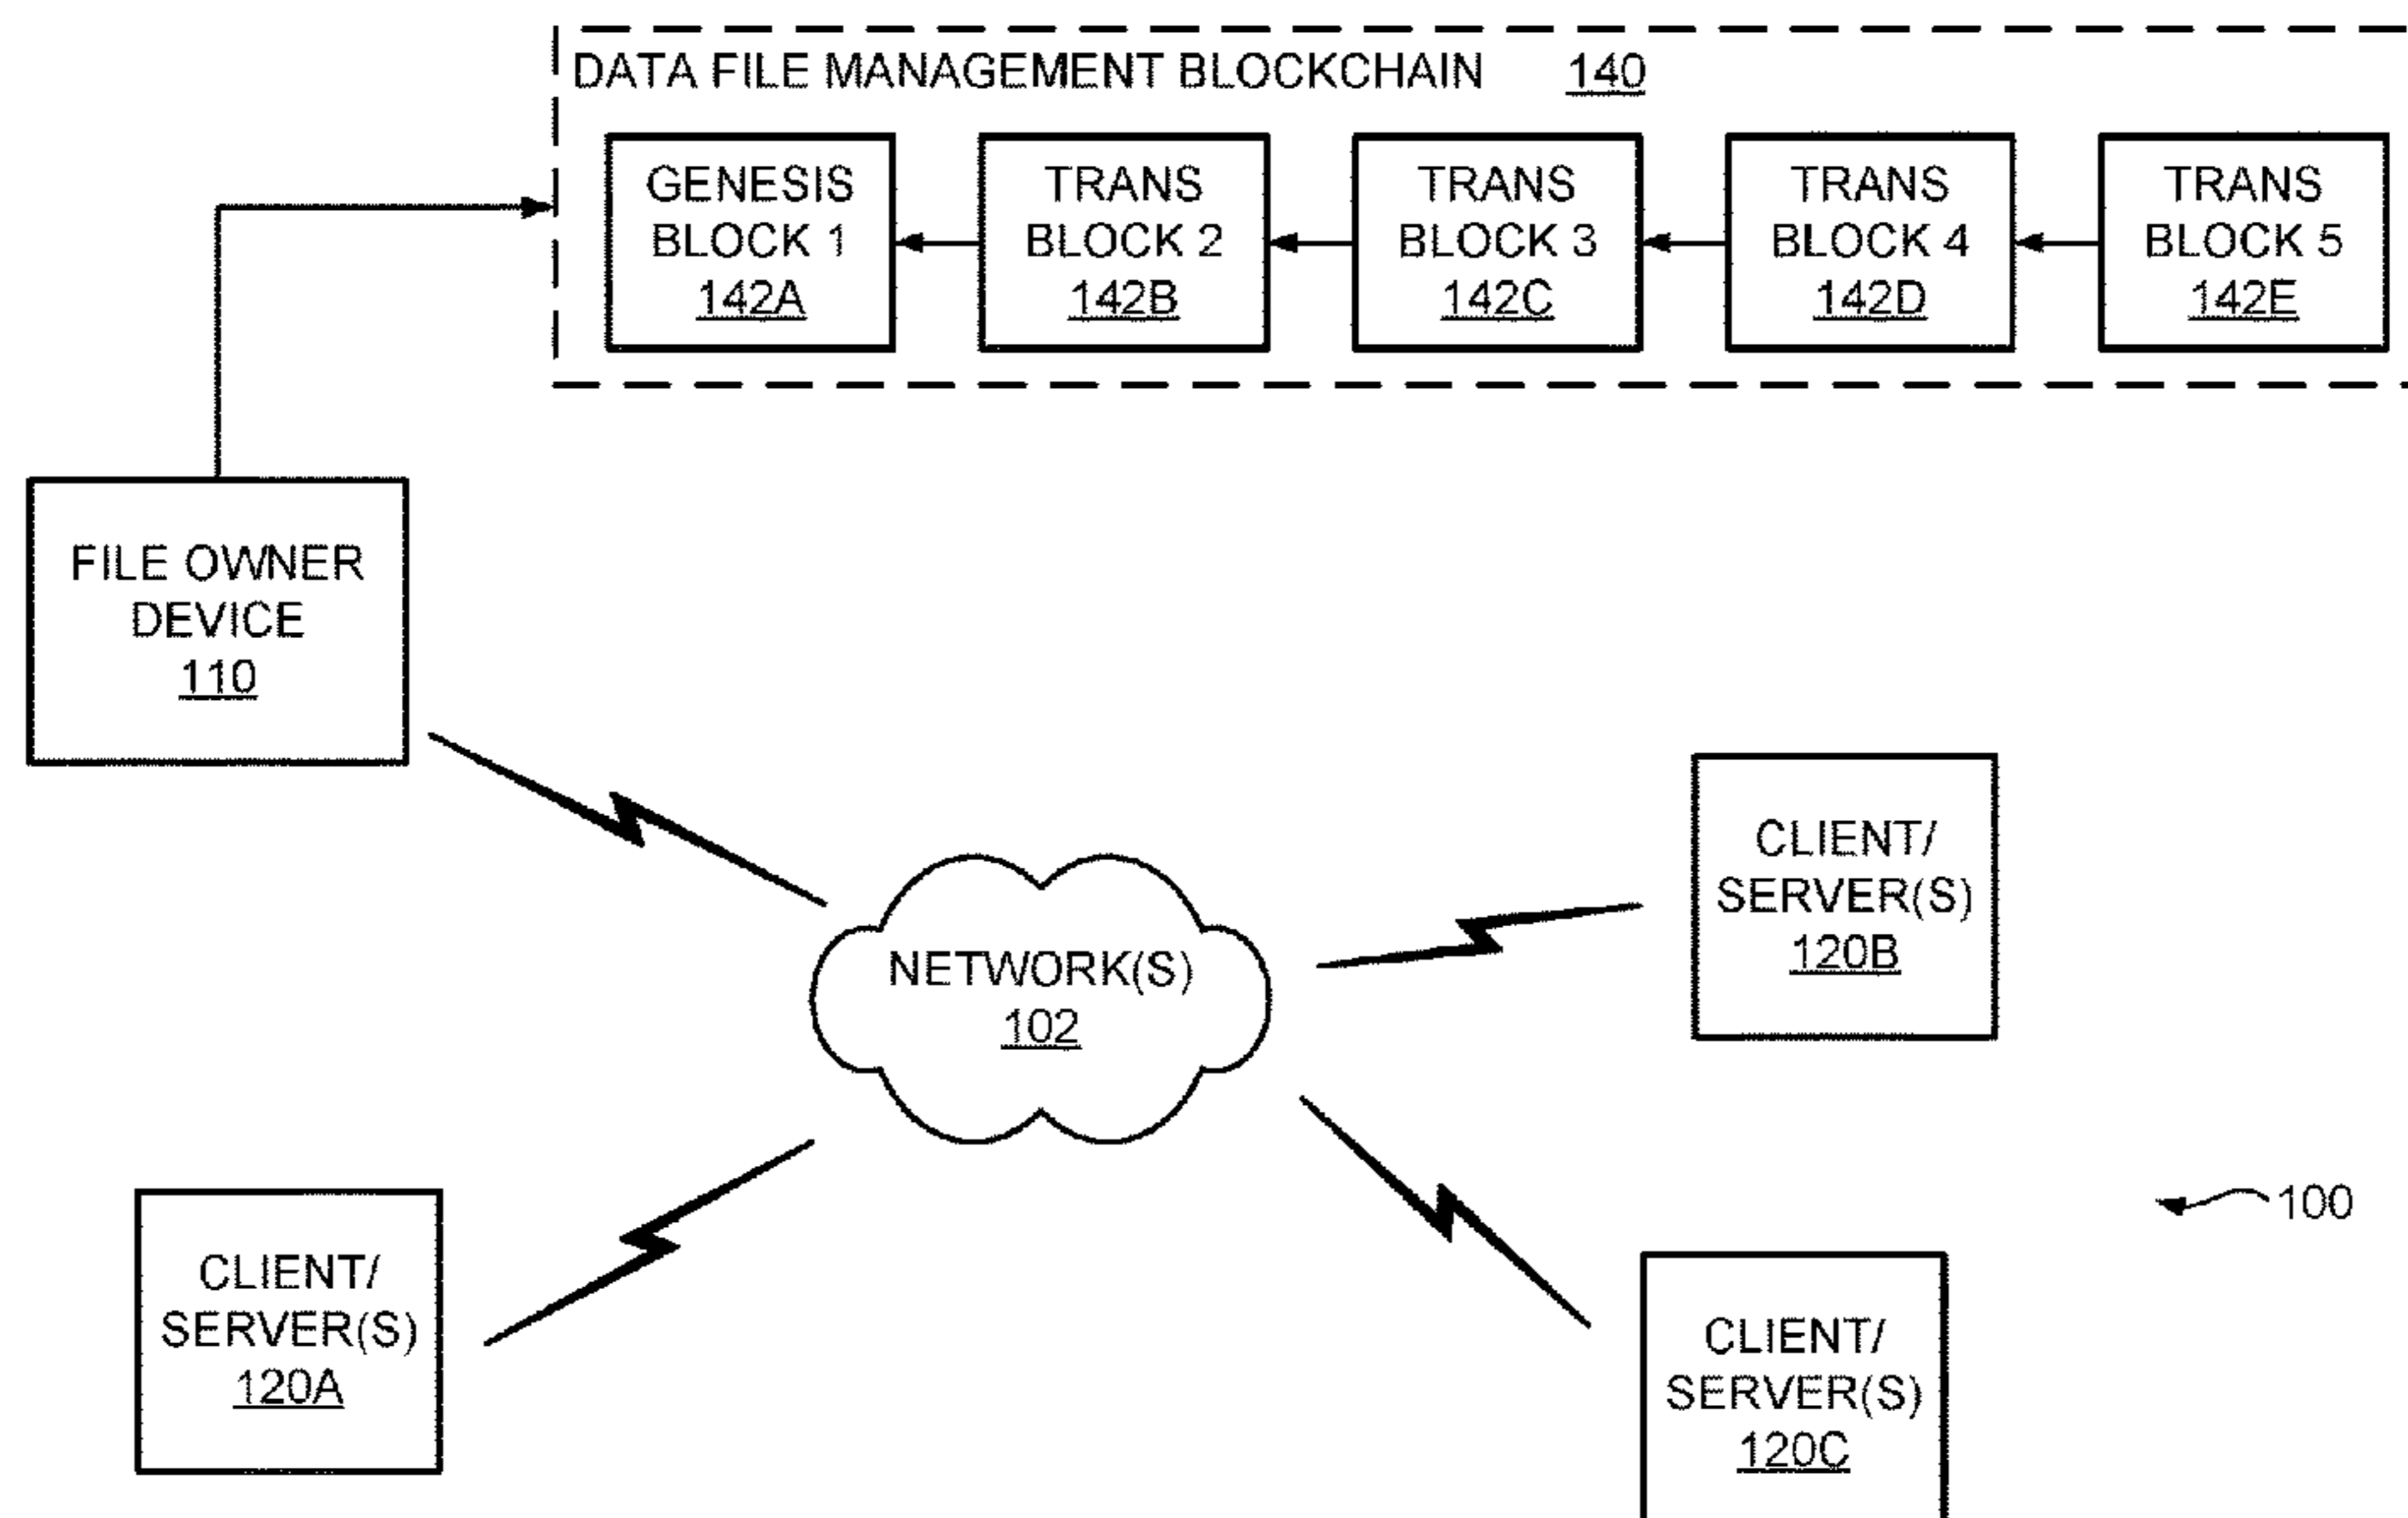 DATA FILE MANAGEMENT BLOCKCHAIN 140
GENESIS
BLOCK 1
142A
TRANS
BLOCK 2
142B
TRANS
BLOCK 3
142C
TRANS
BLOCK 4
142D
TRANS
BLOCK 5
142E
FILE OWNER
DEVICE
110
CLIENT/
SERVER(S)
120B
NETWORK(S)
102
100
CLIENT/
SERVER(S)
120A
CLIENT/
SERVER(S)
120C